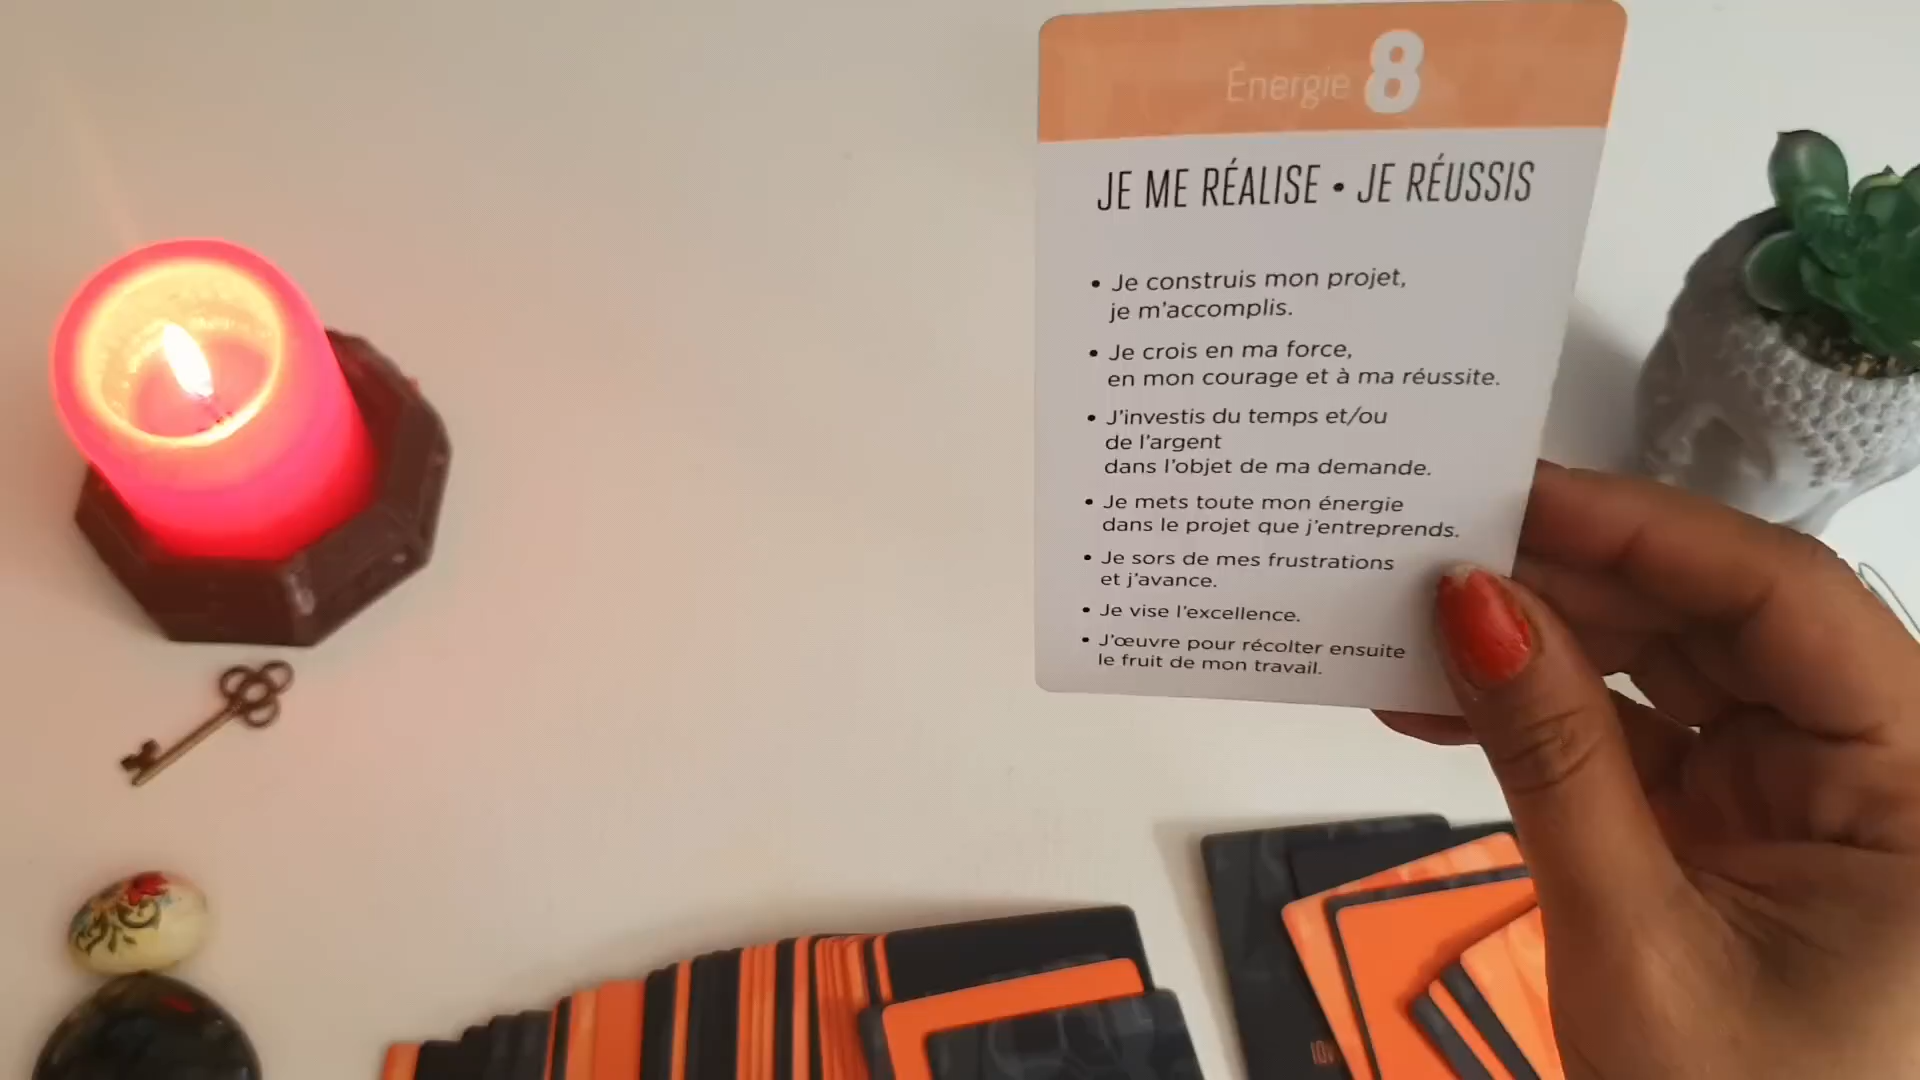 Énergie 8
JE ME RÉALISE • JE RÉUSSIS
• Je construis mon projet,
je m'accomplis.
• Je crois en ma force,
en mon courage et à ma réussite.
• J'investis du temps et/ou
de l'argent
dans l'objet de ma demande.
• Je mets toute mon énergie
dans le projet que j'entreprends.
• Je sors de mes frustrations
et j'avance.
• Je vise l'excellence.
• J'œuvre pour récolter ensuite
le fruit de mon travail.